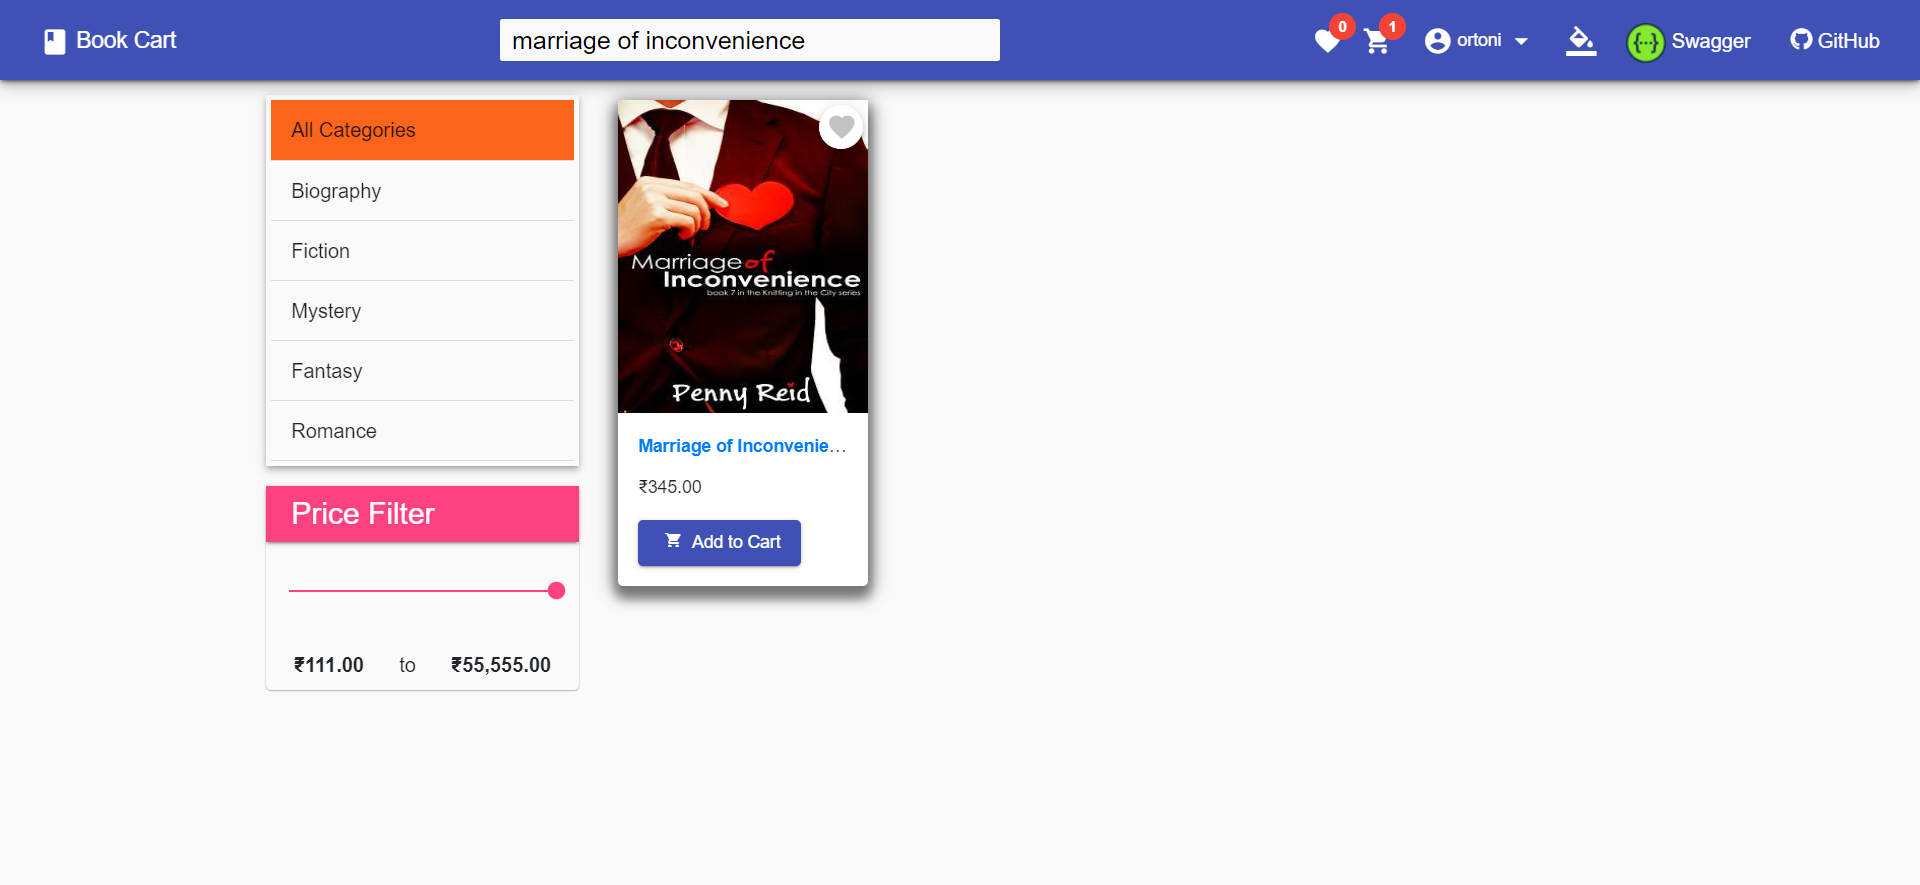 Book Cart
marriage of inconvenience
0
1
ortoni
Swagger
GitHub
All Categories
Biography
Fiction
Mystery
Fantasy
Romance
Price Filter
₹111.00 to ₹55,555.00
Marriage of
Inconvenience
book 7 in the Knitting in the City series
Penny Reid
Marriage of Inconvenie...
₹345.00
Add to Cart